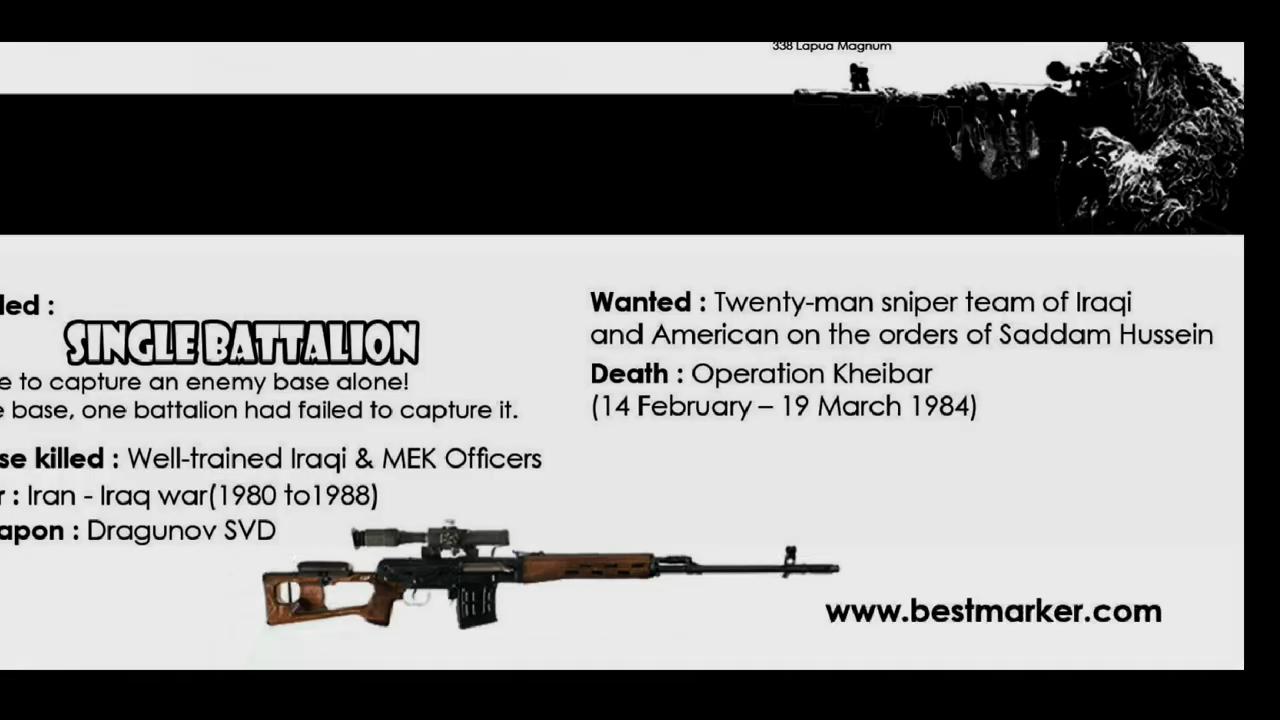 338 Lapua Magnum
led :
SINGLE BATTALION
e to capture an enemy base alone!
e base, one battalion had failed to capture it.
se killed : Well-trained Iraqi & MEK Officers
r : Iran - Iraq war(1980 to1988)
apon : Dragunov SVD
Wanted : Twenty-man sniper team of Iraqi
and American on the orders of Saddam Hussein
Death : Operation Kheibar
(14 February – 19 March 1984)
www.bestmarker.com